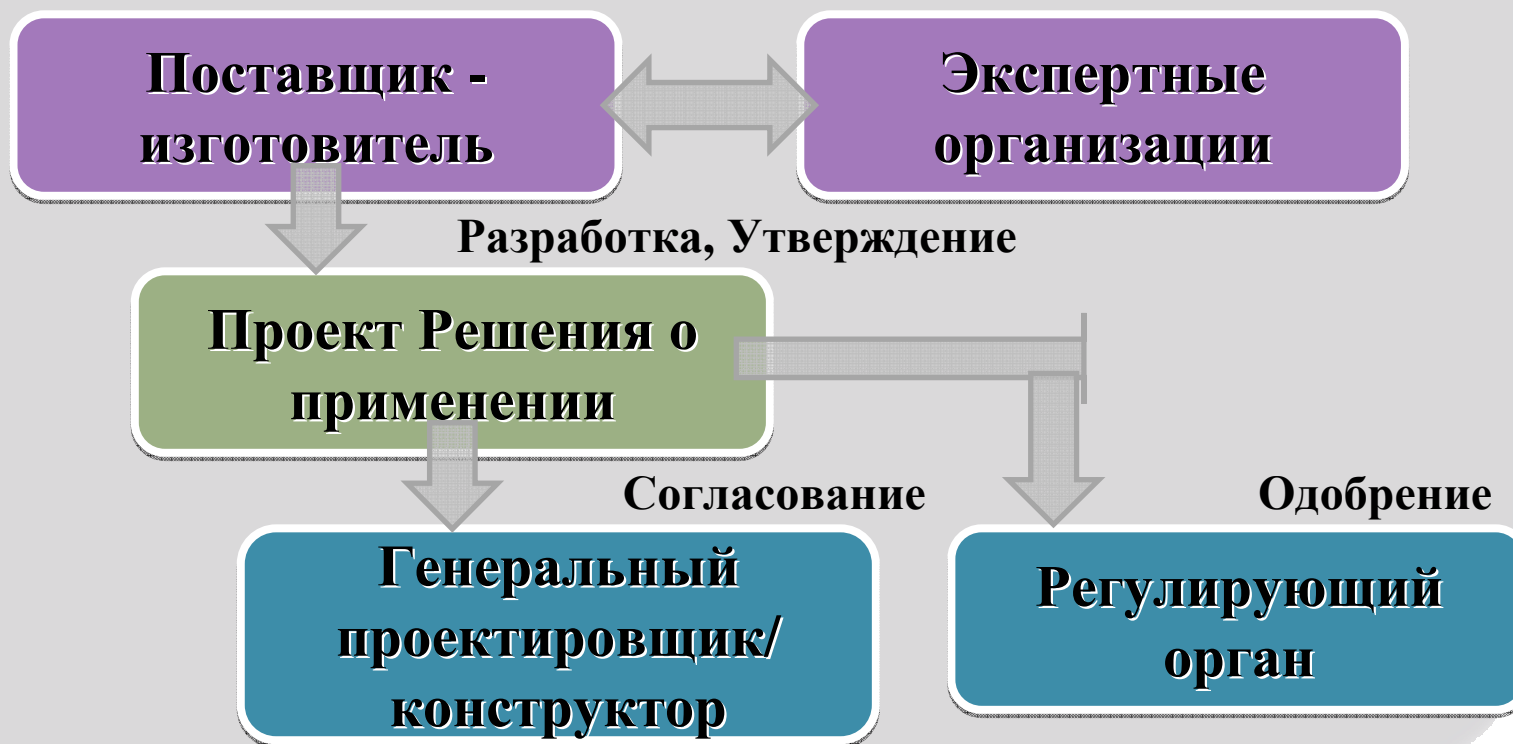 Поставщик -
изготовитель
Экспертные
организации
Разработка, Утверждение
Проект Решения о
применении
Согласование
Одобрение
Генеральный
проектировщик/
конструктор
Регулирующий
орган